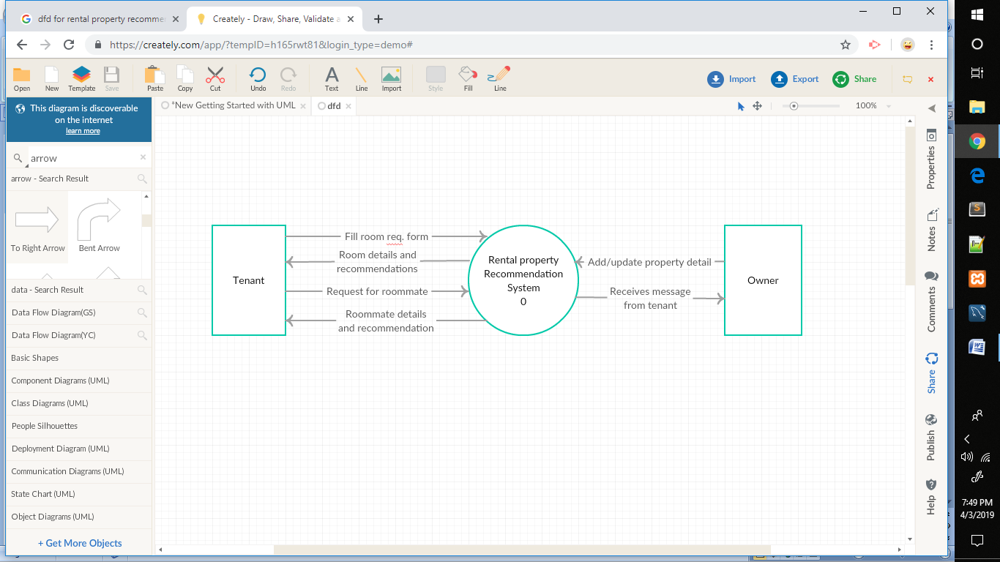 dfd for rental property recomme
Creately - Draw, Share, Validate a
https://creately.com/app/?tempID=h165rwt81&login_type=demo#
Open
New
Template
Save
Paste
Copy
Cut
Undo
Redo
Text
Line
Import
Style
Fill
Line
Import
Export
Share
This diagram is discoverable
on the internet
learn more
*New Getting Started with UML
dfd
100%
arrow
arrow - Search Result
To Right Arrow
Bent Arrow
data - Search Result
Data Flow Diagram(GS)
Data Flow Diagram(YC)
Basic Shapes
Component Diagrams (UML)
Class Diagrams (UML)
People Silhouettes
Deployment Diagram (UML)
Communication Diagrams (UML)
State Chart (UML)
Object Diagrams (UML)
+ Get More Objects
Tenant
Fill room req. form
Room details and
recommendations
Request for roommate
Roommate details
and recommendation
Rental property
Recommendation
System
0
Add/update property detail
Receives message
from tenant
Owner
Properties
Notes
Comments
Share
Publish
Help
7:49 PM
4/3/2019